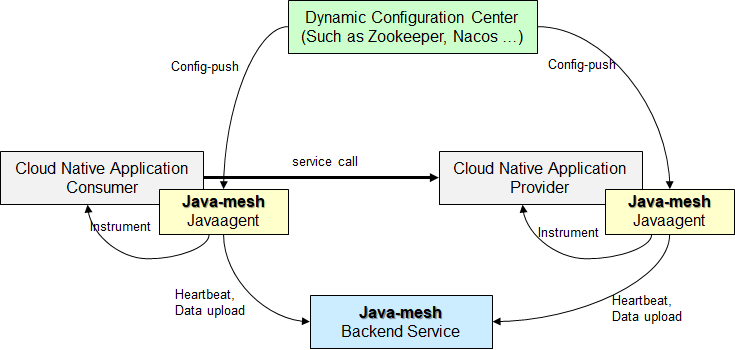 Dynamic Configuration Center
(Such as Zookeeper, Nacos ...)
Config-push
Config-push
Cloud Native Application
Consumer
service call
Cloud Native Application
Provider
Java-mesh
Javaagent
Java-mesh
Javaagent
Instrument
Instrument
Heartbeat,
Data upload
Java-mesh
Backend Service
Heartbeat,
Data upload